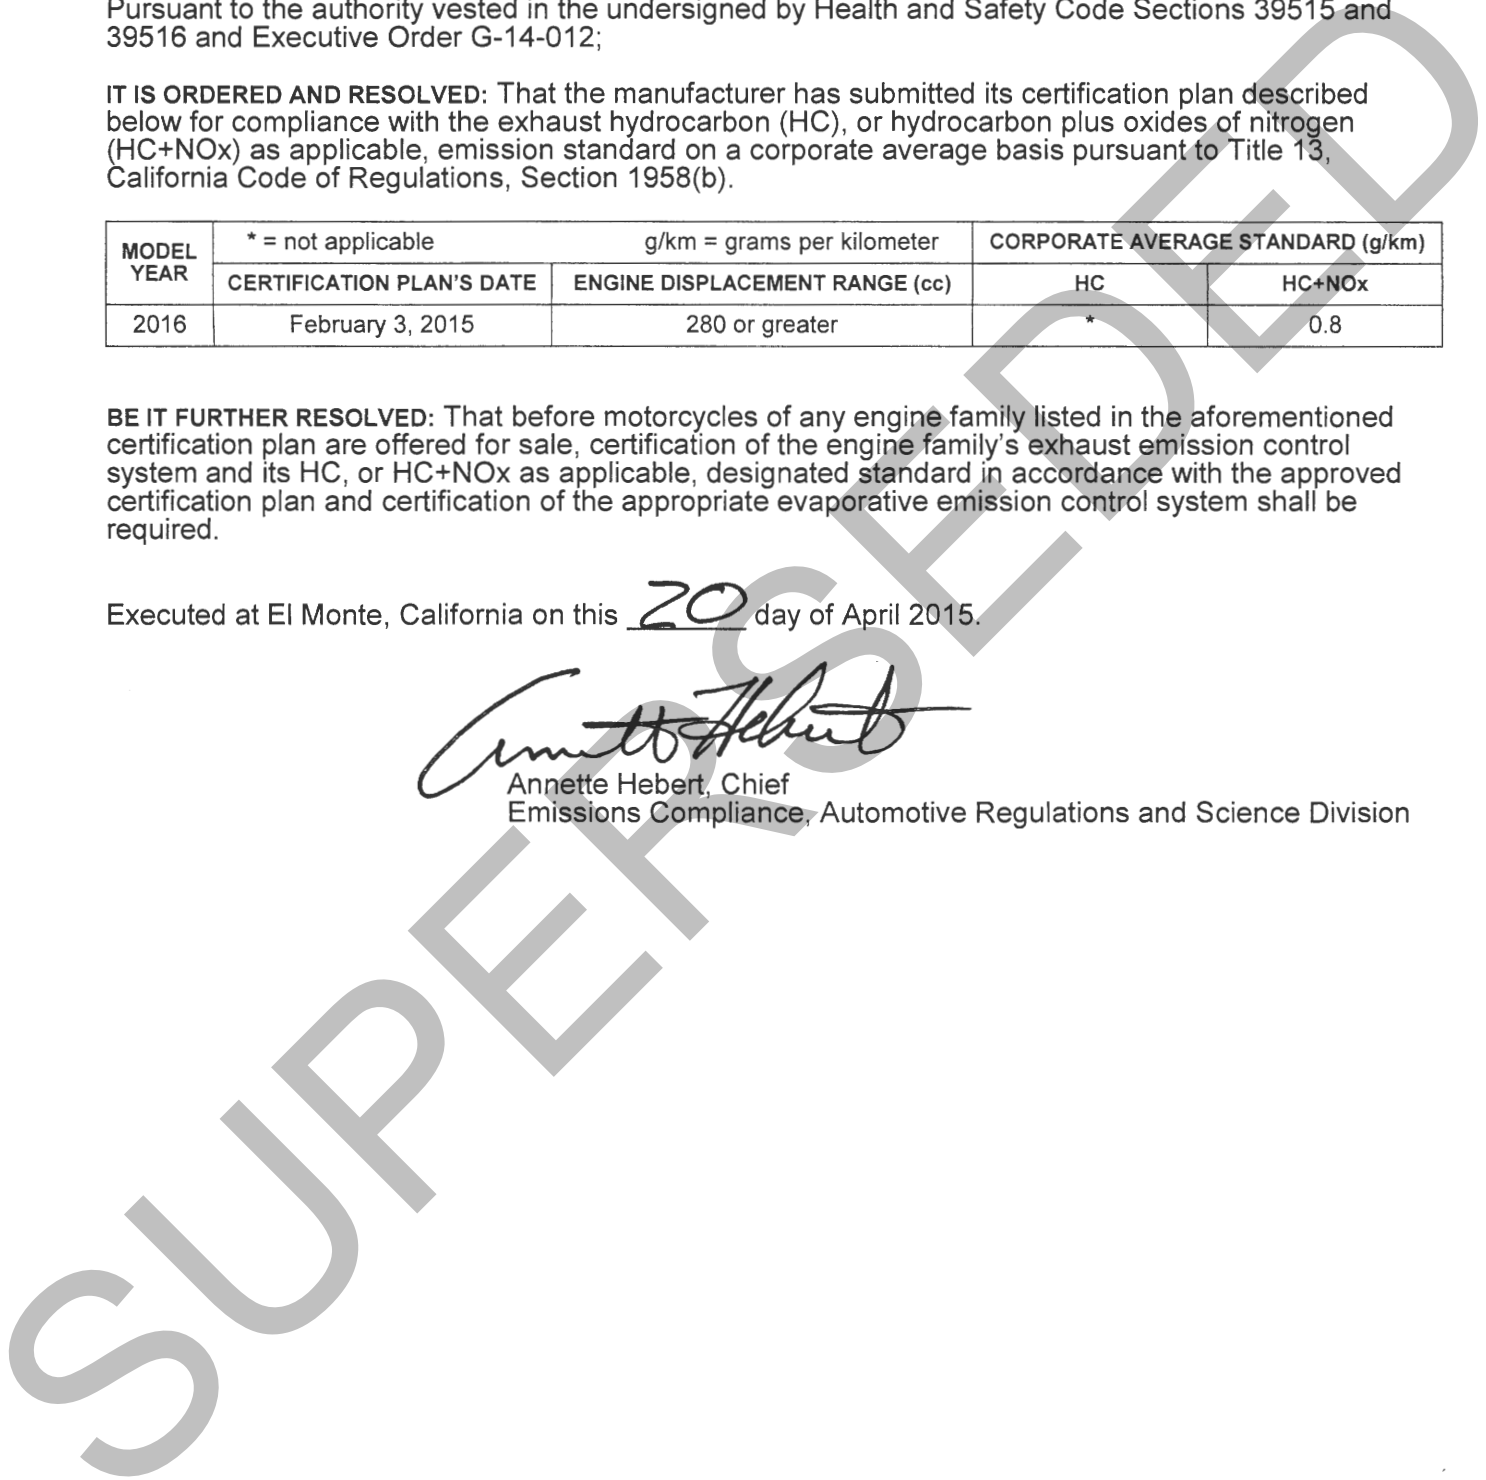 Pursuant to the authority vested in the undersigned by Health and Safety Code Sections 39515 and
39516 and Executive Order G-14-012;
IT IS ORDERED AND RESOLVED: That the manufacturer has submitted its certification plan described
below for compliance with the exhaust hydrocarbon (HC), or hydrocarbon plus oxides of nitrogen
(HC+NOx) as applicable, emission standard on a corporate average basis pursuant to Title 13,
California Code of Regulations, Section 1958(b).
MODEL YEAR
* = not applicable g/km = grams per kilometer
CORPORATE AVERAGE STANDARD (g/km)
CERTIFICATION PLAN'S DATE ENGINE DISPLACEMENT RANGE (cc) HC HC+NOx
2016 February 3, 2015 280 or greater * 0.8
BE IT FURTHER RESOLVED: That before motorcycles of any engine family listed in the aforementioned
certification plan are offered for sale, certification of the engine family's exhaust emission control
system and its HC, or HC+NOx as applicable, designated standard in accordance with the approved
certification plan and certification of the appropriate evaporative emission control system shall be
required.
Executed at El Monte, California on this 20 day of April 2015.
Annette Hebert
Annette Hebert, Chief
Emissions Compliance, Automotive Regulations and Science Division
SUPERSEDED